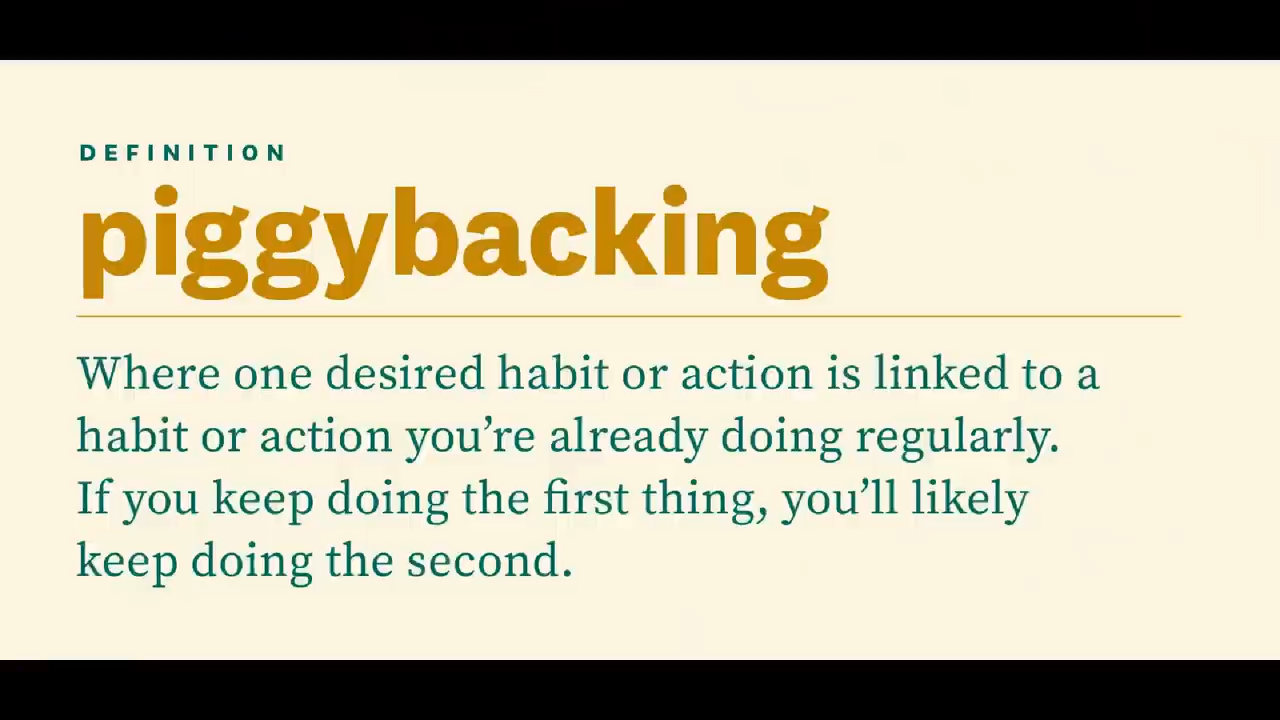 DEFINITION
piggybacking
Where one desired habit or action is linked to a
habit or action you’re already doing regularly.
If you keep doing the first thing, you’ll likely
keep doing the second.